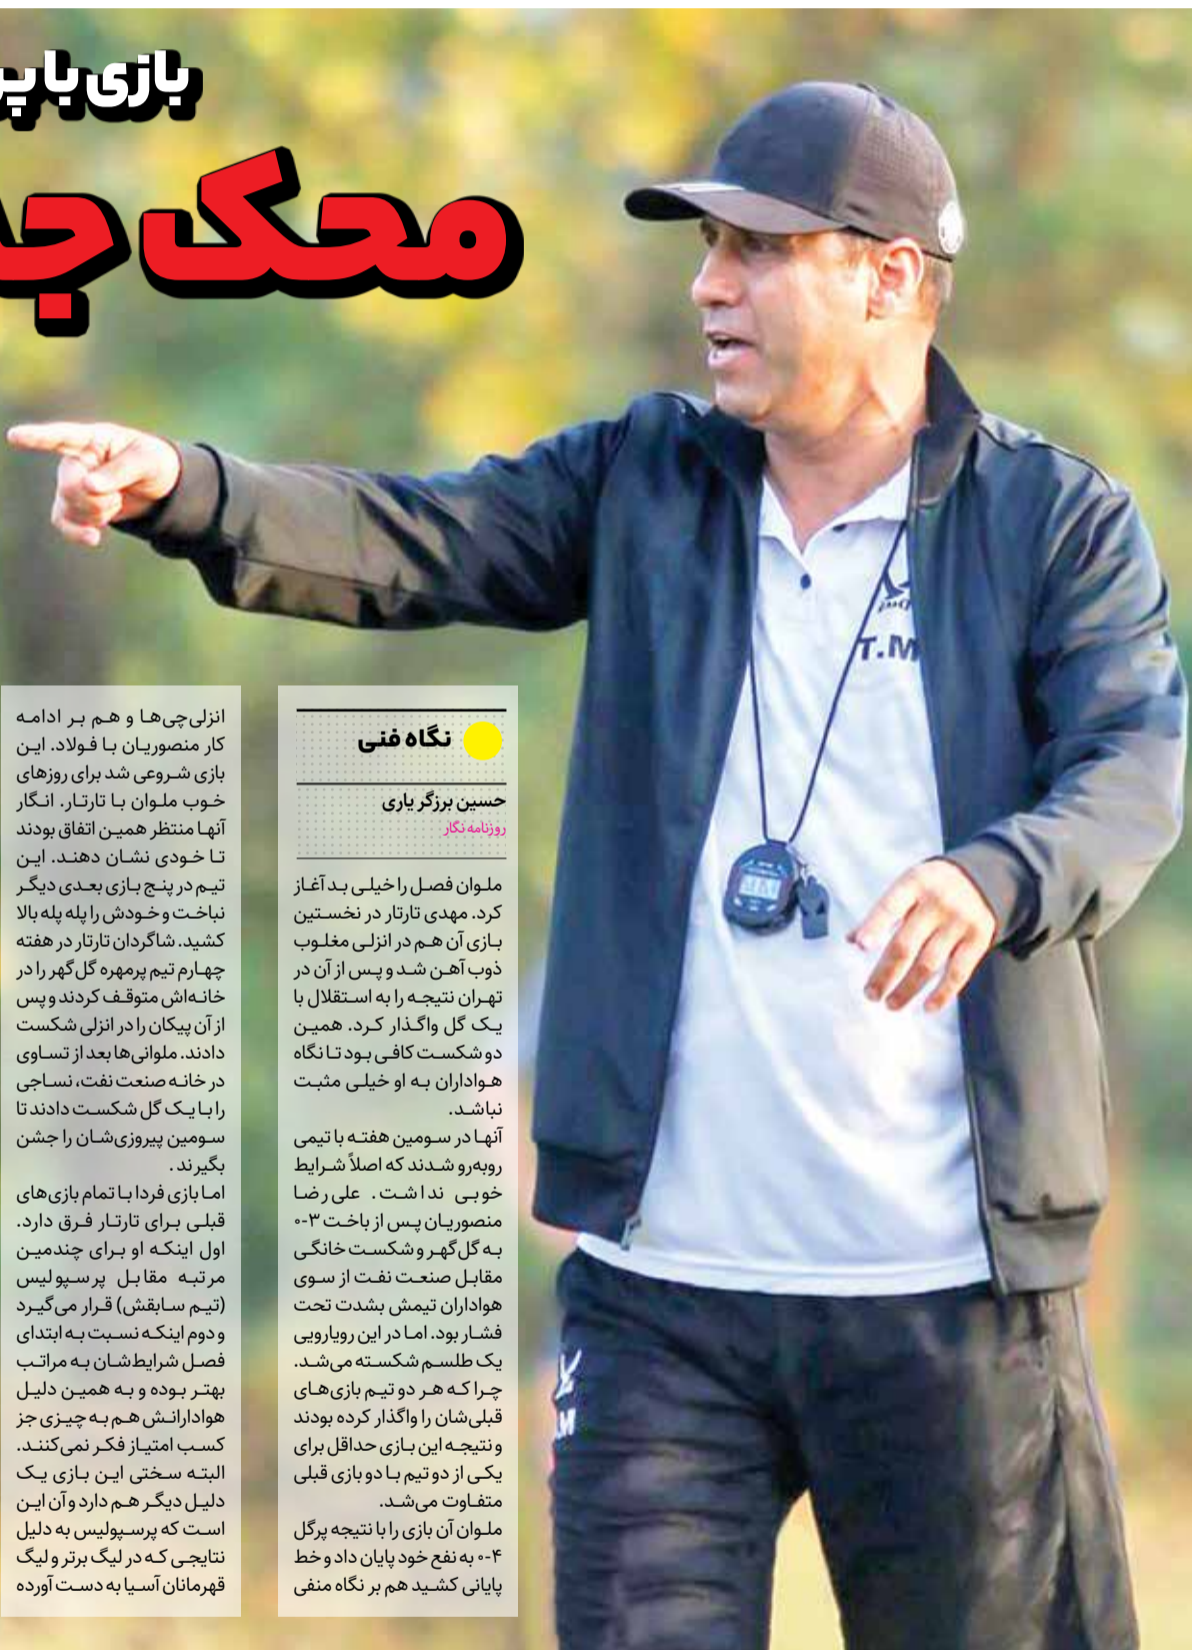 بازی با پر
محک جد
نگاه فنی
حسین برزگر یاری
روزنامه نگار
ملوان فصل را خیلی بد آغاز
کرد. مهدی تارتار در نخستین
بازی آن هم در انزلی مغلوب
ذوب آهن شد و پس از آن در
تهران نتیجه را به استقلال با
یک گل واگذار کرد. همین
دو شکست کافی بود تا نگاه
هواداران به او خیلی مثبت
نباشد.
آنها در سومین هفته با تیمی
روبه‌رو شدند که اصلاً شرایط
خوبی نداشت. علی رضا
منصوریان پس از باخت ۳-۰
به گل‌گهر و شکست خانگی
مقابل صنعت نفت از سوی
هواداران تیمش بشدت تحت
فشار بود. اما در این رویارویی
یک طلسم شکسته می‌شد.
چرا که هر دو تیم بازی‌های
قبلی‌شان را واگذار کرده بودند
و نتیجه این بازی حداقل برای
یکی از دو تیم با دو بازی قبلی
متفاوت می‌شد.
ملوان آن بازی را با نتیجه پرگل
۴-۰ به نفع خود پایان داد و خط
پایانی کشید هم بر نگاه منفی
انزلی‌چی‌ها و هم بر ادامه
کار منصوریان با فولاد. این
بازی شروعی شد برای روزهای
خوب ملوان با تارتار. انگار
آنها منتظر همین اتفاق بودند
تا خودی نشان دهند. این
تیم در پنج بازی بعدی دیگر
نباخت و خودش را پله پله بالا
کشید. شاگردان تارتار در هفته
چهارم تیم پرمهره گل‌گهر را در
خانه‌اش متوقف کردند و پس
از آن پیکان را در انزلی شکست
دادند. ملوانی‌ها بعد از تساوی
در خانه صنعت نفت، نساجی
را با یک گل شکست دادند تا
سومین پیروزی‌شان را جشن
بگیرند.
اما بازی فردا با تمام بازی‌های
قبلی برای تارتار فرق دارد.
اول اینکه او برای چندمین
مرتبه مقابل پرسپولیس
(تیم سابقش) قرار می‌گیرد
و دوم اینکه نسبت به ابتدای
فصل شرایط‌شان به مراتب
بهتر بوده و به همین دلیل
هوادارانش هم به چیزی جز
کسب امتیاز فکر نمی‌کنند.
البته سختی این بازی یک
دلیل دیگر هم دارد و آن این
است که پرسپولیس به دلیل
نتایجی که در لیگ برتر و لیگ
قهرمانان آسیا به دست آورده
T.M
.M